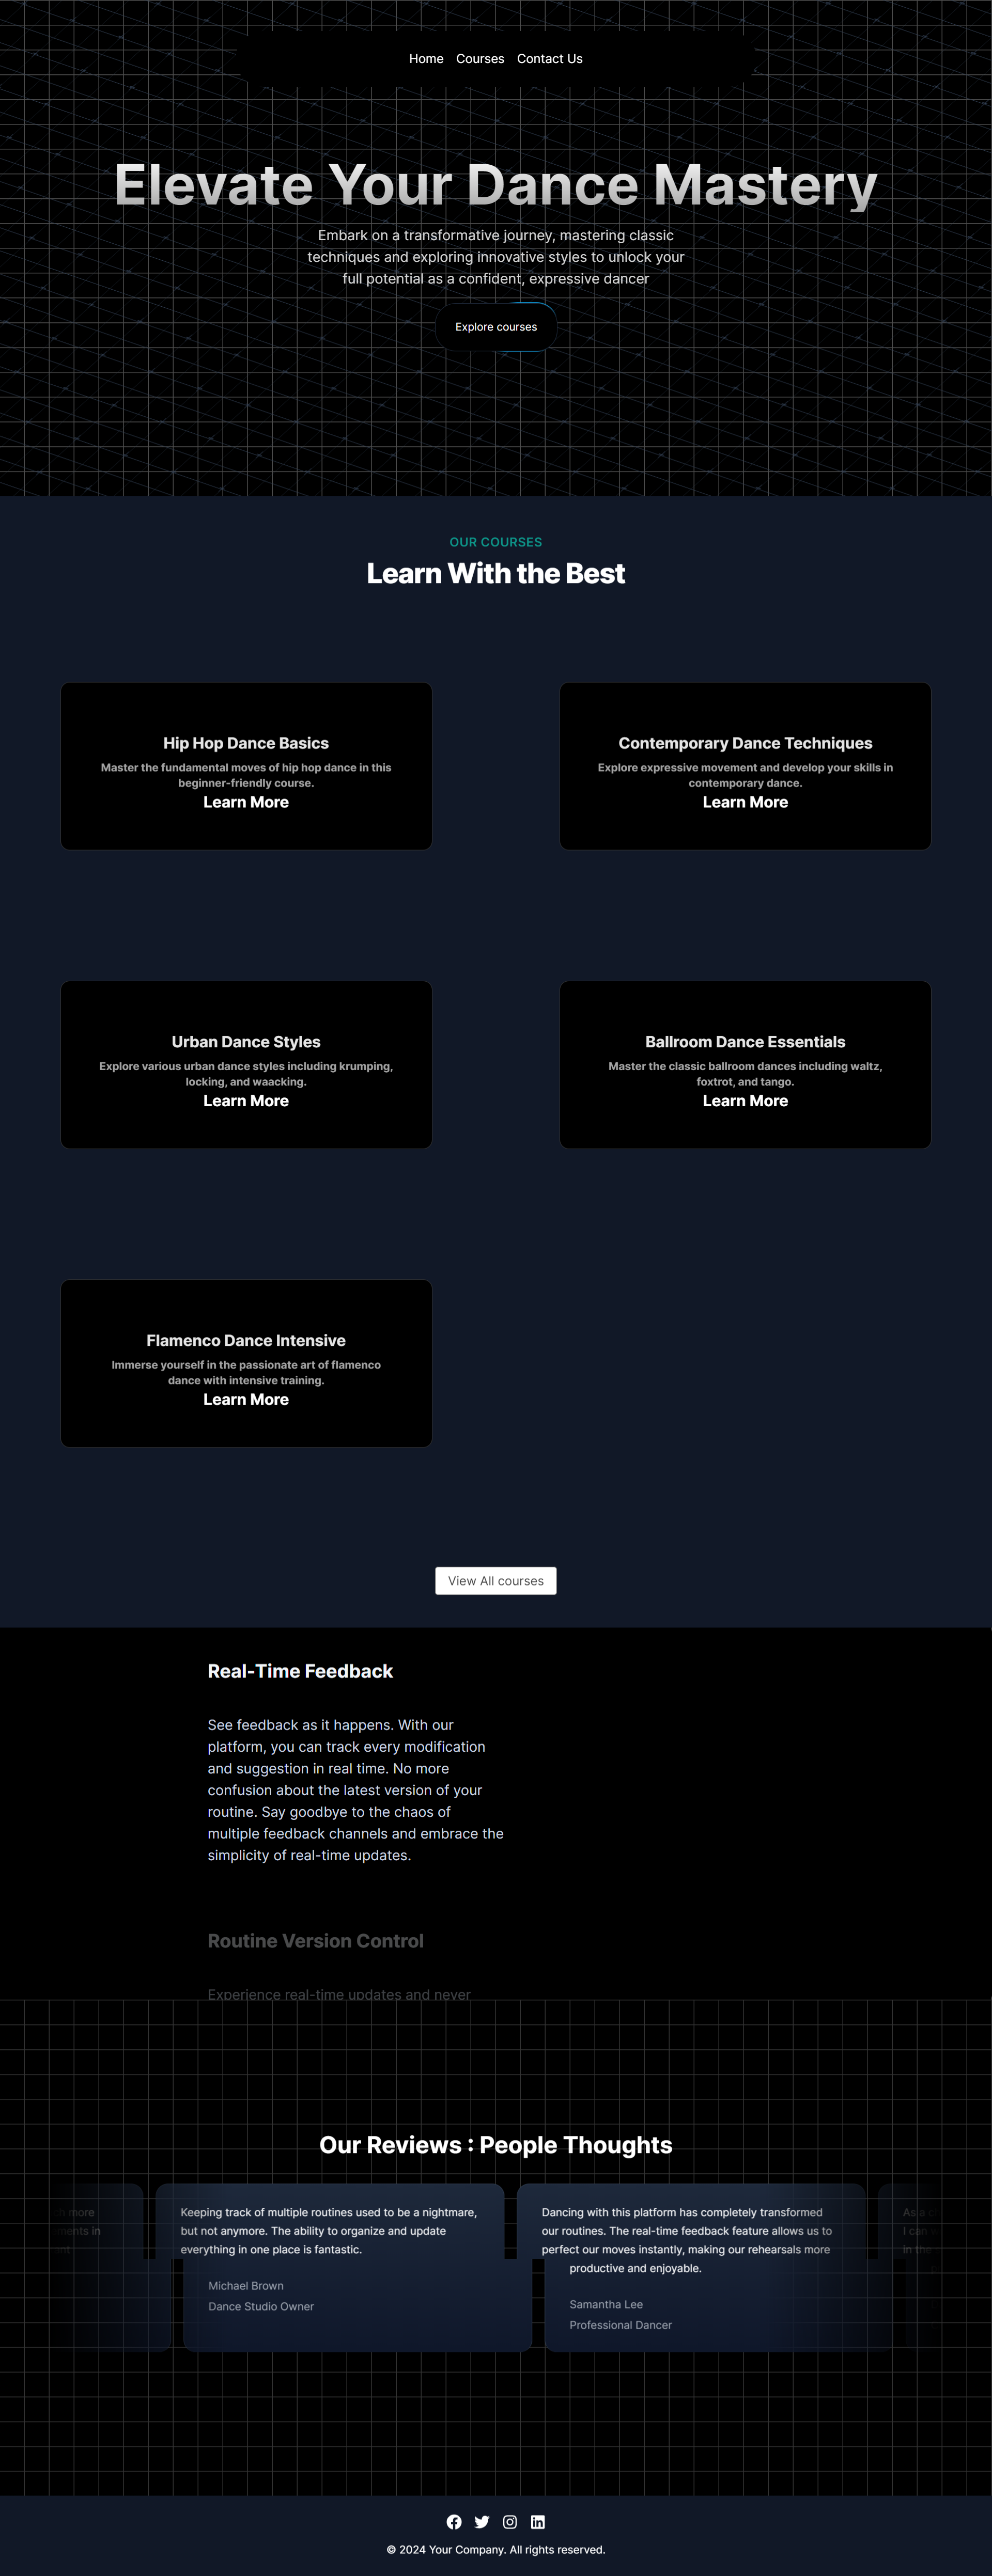 Home Courses Contact Us
Elevate Your Dance Mastery
Embark on a transformative journey, mastering classic
techniques and exploring innovative styles to unlock your
full potential as a confident, expressive dancer
Explore courses
OUR COURSES
Learn With the Best
Hip Hop Dance Basics
Master the fundamental moves of hip hop dance in this
beginner-friendly course.
Learn More
Contemporary Dance Techniques
Explore expressive movement and develop your skills in
contemporary dance.
Learn More
Urban Dance Styles
Explore various urban dance styles including krumping,
locking, and waacking.
Learn More
Ballroom Dance Essentials
Master the classic ballroom dances including waltz,
foxtrot, and tango.
Learn More
Flamenco Dance Intensive
Immerse yourself in the passionate art of flamenco
dance with intensive training.
Learn More
View All courses
Real-Time Feedback
See feedback as it happens. With our
platform, you can track every modification
and suggestion in real time. No more
confusion about the latest version of your
routine. Say goodbye to the chaos of
multiple feedback channels and embrace the
simplicity of real-time updates.
Routine Version Control
Experience real-time updates and never
Our Reviews : People Thoughts
more
in
Keeping track of multiple routines used to be a nightmare,
but not anymore. The ability to organize and update
everything in one place is fantastic.
Michael Brown
Dance Studio Owner
Dancing with this platform has completely transformed
our routines. The real-time feedback feature allows us to
perfect our moves instantly, making our rehearsals more
productive and enjoyable.
Samantha Lee
Professional Dancer
As a
I can
in the
© 2024 Your Company. All rights reserved.